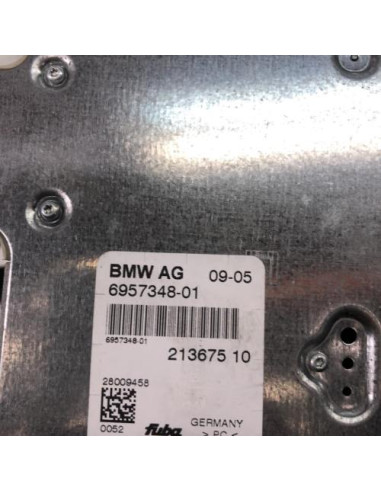 BMW AG 09-05
6957348-01
6957348-01
213675 10
28009458
0052 fuba GERMANY
> PC <